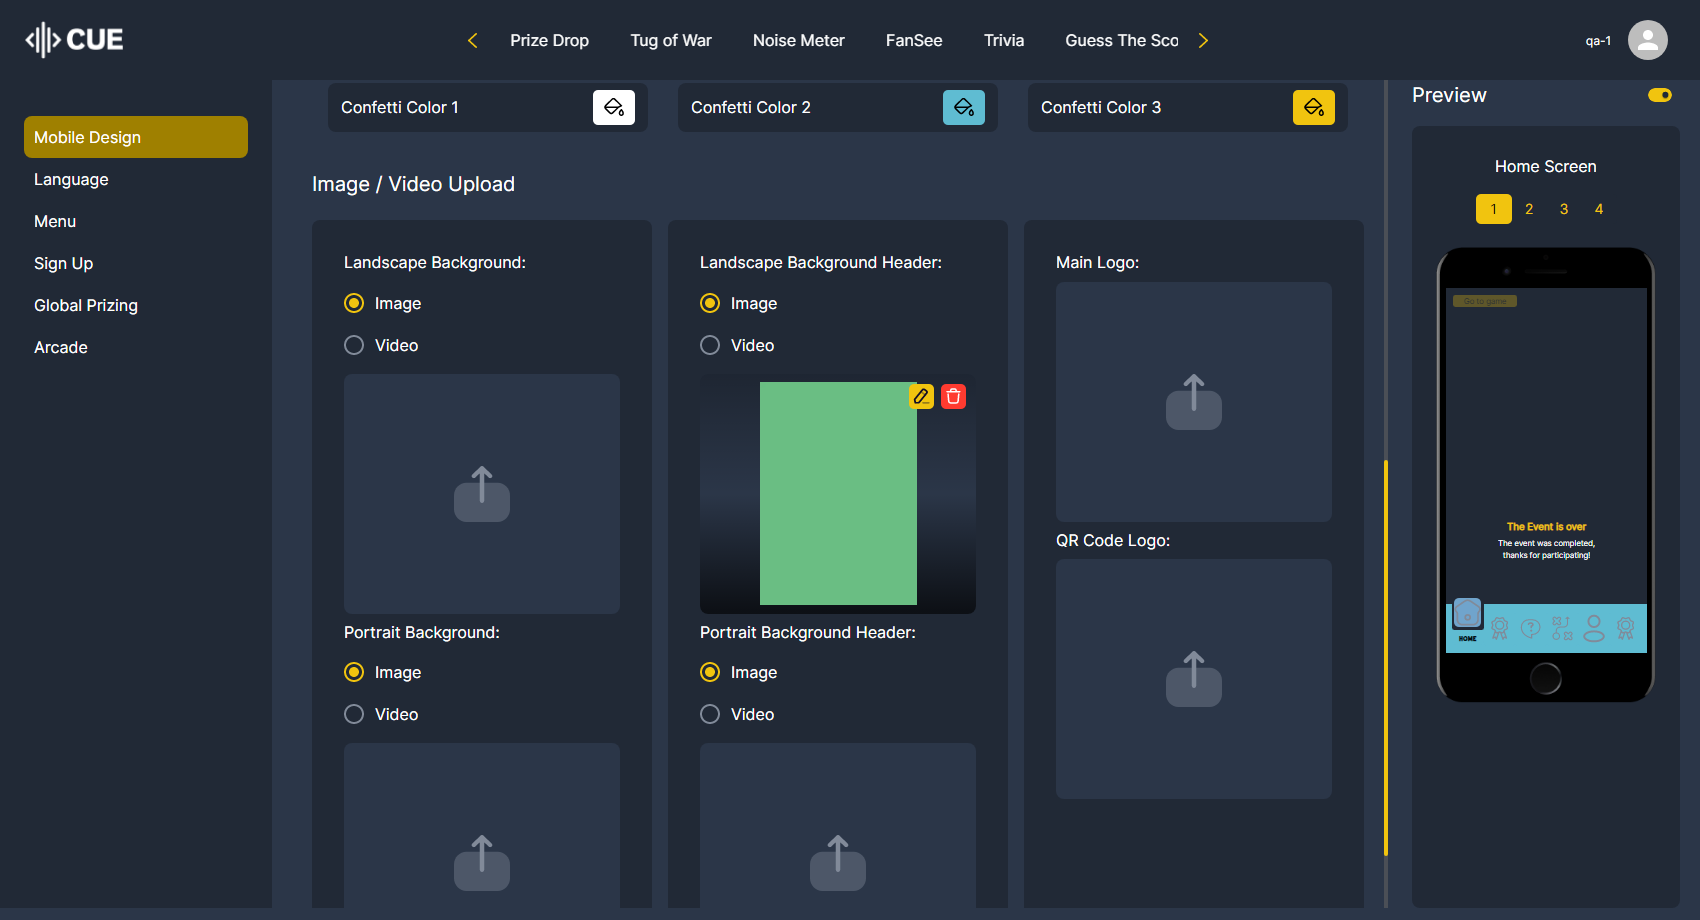 CUE
Prize Drop
Tug of War
Noise Meter
FanSee
Trivia
Guess The Sco
qa-1
Mobile Design
Language
Menu
Sign Up
Global Prizing
Arcade
Confetti Color 1
Confetti Color 2
Confetti Color 3
Image / Video Upload
Landscape Background:
Image
Video
Portrait Background:
Image
Video
Landscape Background Header:
Image
Video
Portrait Background Header:
Image
Video
Main Logo:
QR Code Logo:
Preview
Home Screen
1 2 3 4
Go to game
The Event is over
The event was completed,
thanks for participating!
HOME